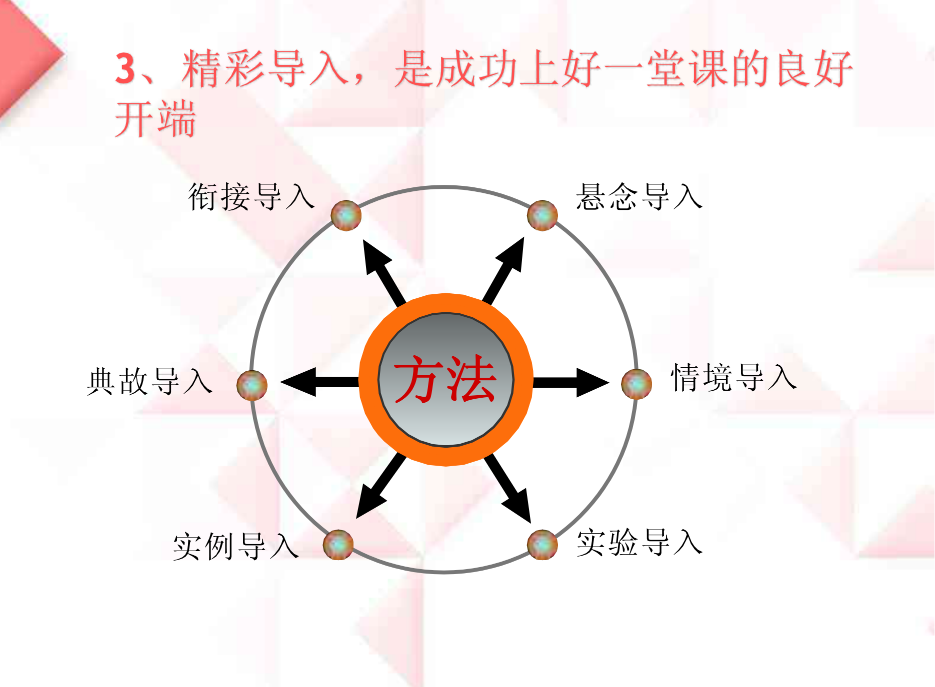 3、精彩导入，是成功上好一堂课的良好
开端
衔接导入
悬念导入
典故导入
方法
情境导入
实例导入
实验导入